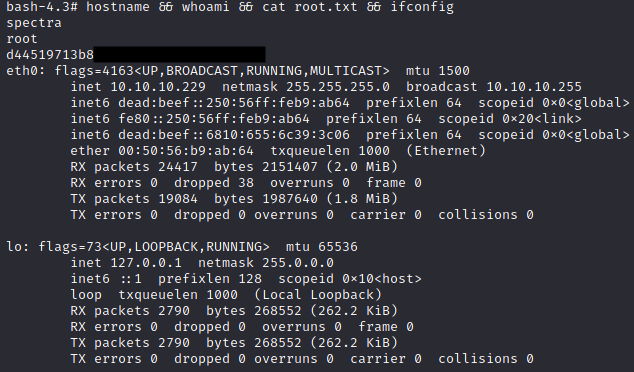 bash-4.3# hostname && whoami && cat root.txt && ifconfig
spectra
root
d44519713b8
eth0: flags=4163<UP,BROADCAST,RUNNING,MULTICAST>  mtu 1500
inet 10.10.10.229  netmask 255.255.255.0  broadcast 10.10.10.255
inet6 dead:beef::250:56ff:feb9:ab64  prefixlen 64  scopeid 0×0<global>
inet6 fe80::250:56ff:feb9:ab64  prefixlen 64  scopeid 0×20<link>
inet6 dead:beef::6810:655:6c39:3c06  prefixlen 64  scopeid 0×0<global>
ether 00:50:56:b9:ab:64  txqueuelen 1000  (Ethernet)
RX packets 24417  bytes 2151407 (2.0 MiB)
RX errors 0  dropped 38  overruns 0  frame 0
TX packets 19084  bytes 1987640 (1.8 MiB)
TX errors 0  dropped 0 overruns 0  carrier 0  collisions 0
lo: flags=73<UP,LOOPBACK,RUNNING>  mtu 65536
inet 127.0.0.1  netmask 255.0.0.0
inet6 ::1  prefixlen 128  scopeid 0×10<host>
loop  txqueuelen 1000  (Local Loopback)
RX packets 2790  bytes 268552 (262.2 KiB)
RX errors 0  dropped 0  overruns 0  frame 0
TX packets 2790  bytes 268552 (262.2 KiB)
TX errors 0  dropped 0 overruns 0  carrier 0  collisions 0